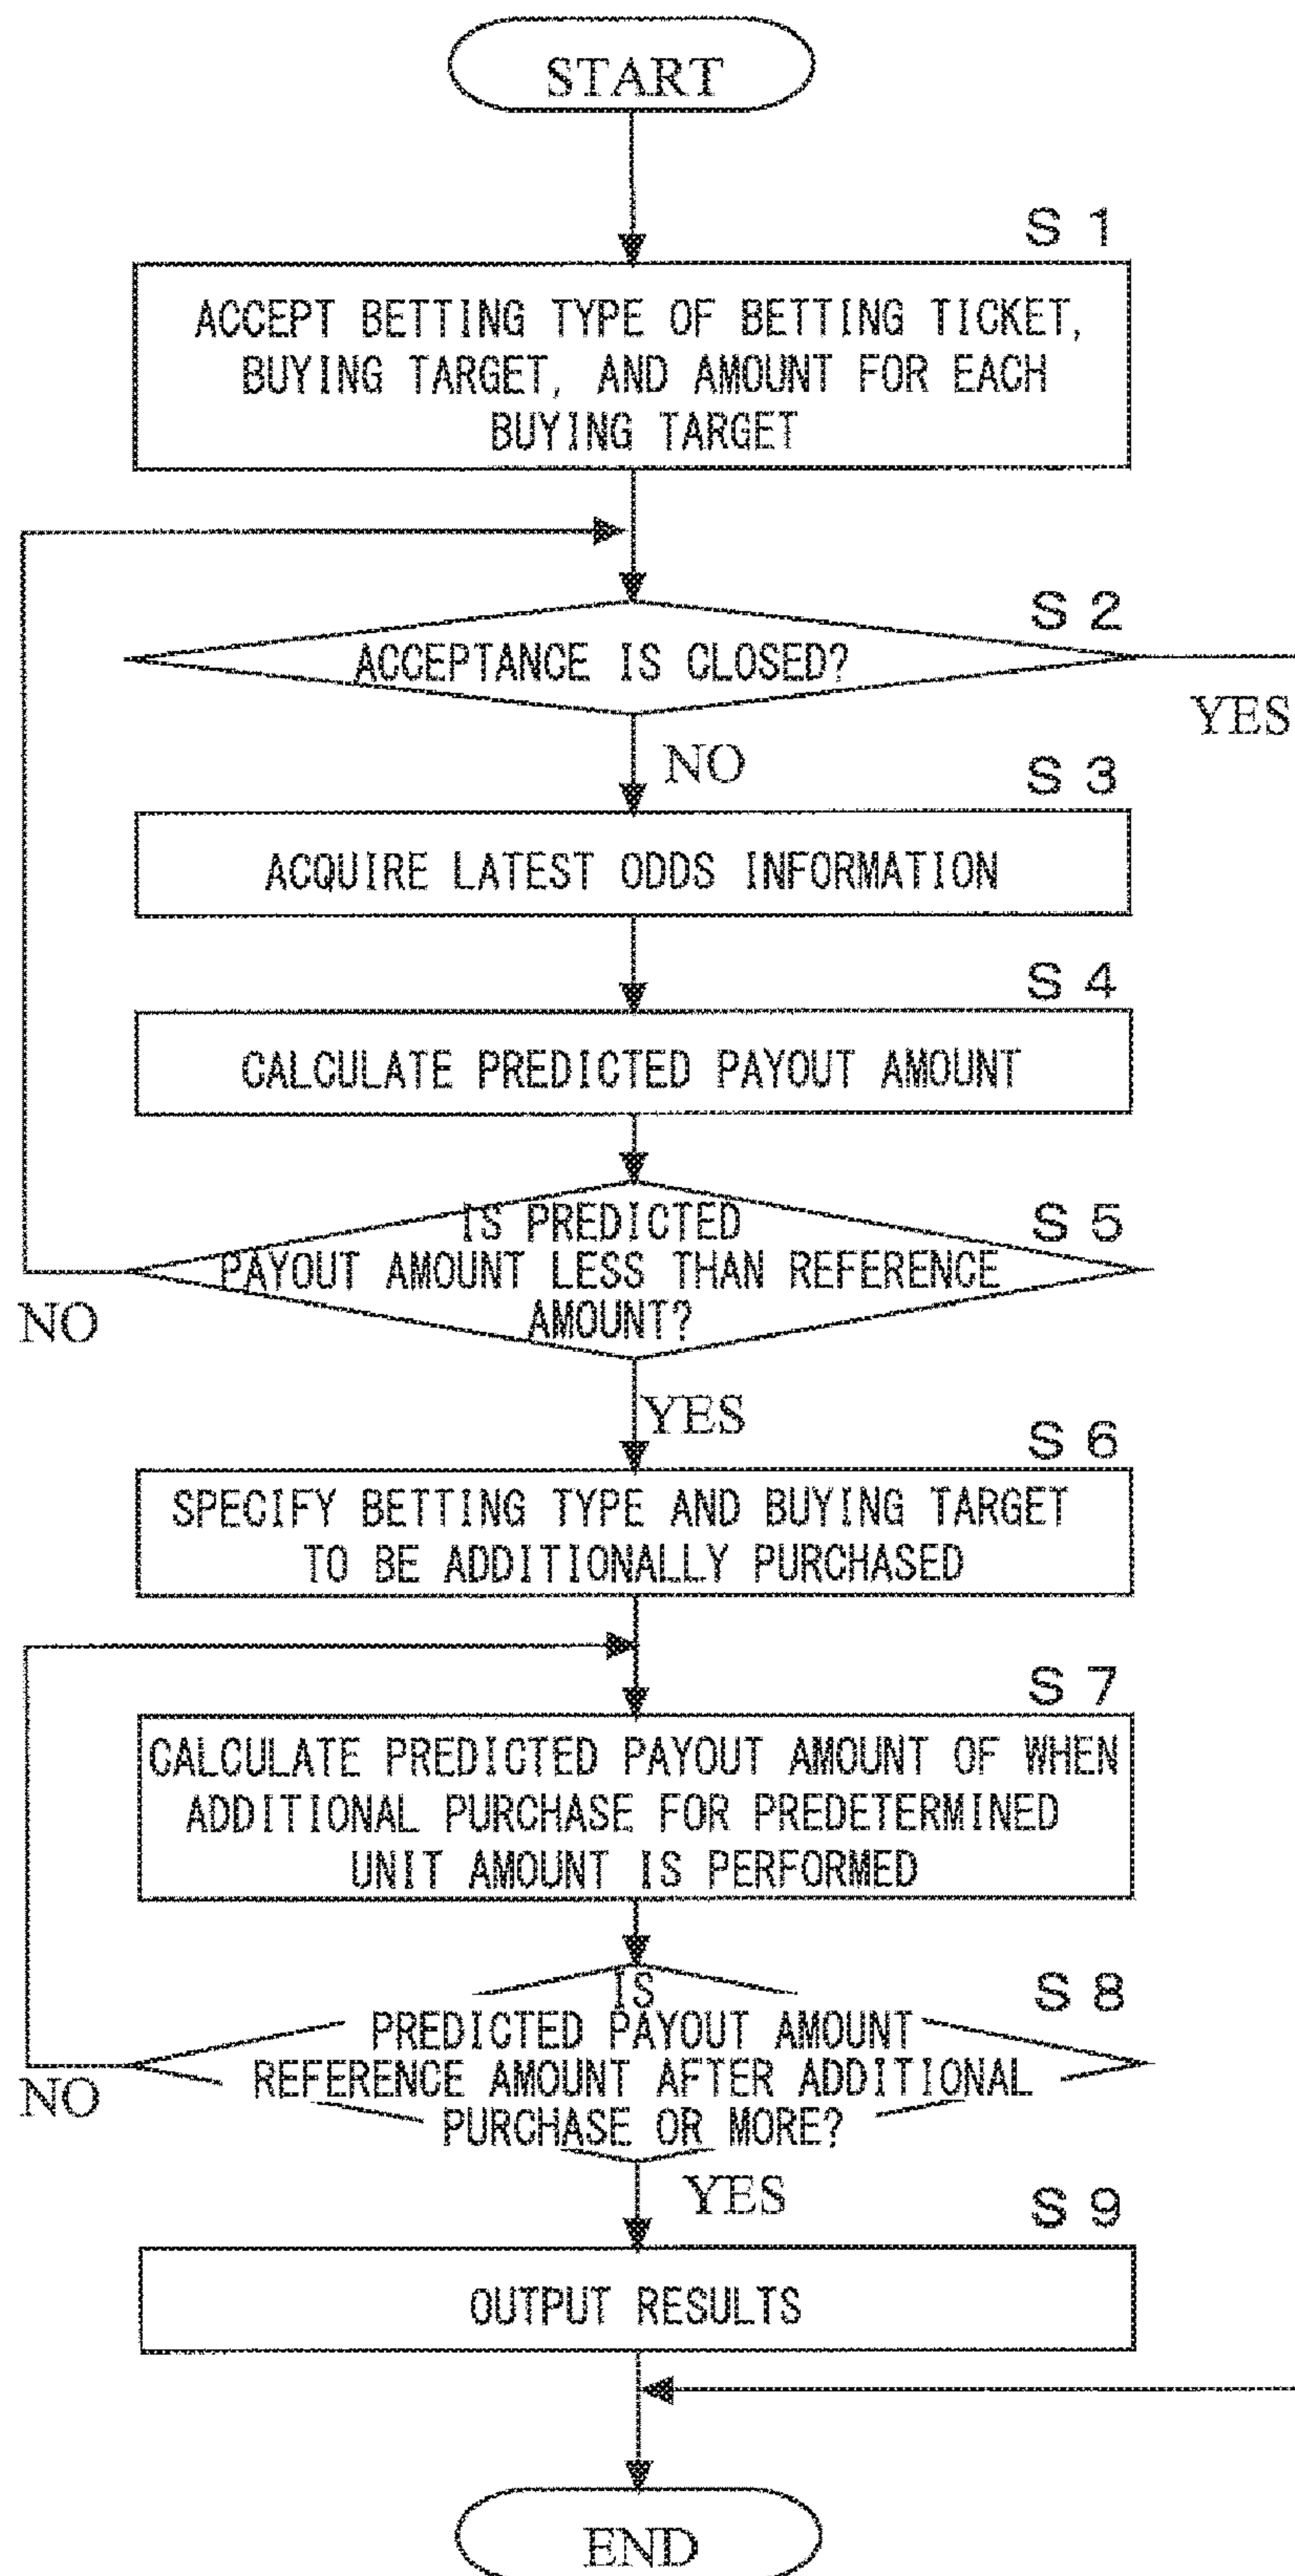 START
S 1
ACCEPT BETTING TYPE OF BETTING TICKET,
BUYING TARGET, AND AMOUNT FOR EACH
BUYING TARGET
S 2
ACCEPTANCE IS CLOSED?
YES
NO
S 3
ACQUIRE LATEST ODDS INFORMATION
S 4
CALCULATE PREDICTED PAYOUT AMOUNT
S 5
IS PREDICTED
PAYOUT AMOUNT LESS THAN REFERENCE
AMOUNT?
NO
YES
S 6
SPECIFY BETTING TYPE AND BUYING TARGET
TO BE ADDITIONALLY PURCHASED
S 7
CALCULATE PREDICTED PAYOUT AMOUNT OF WHEN
ADDITIONAL PURCHASE FOR PREDETERMINED
UNIT AMOUNT IS PERFORMED
S 8
IS
PREDICTED PAYOUT AMOUNT
REFERENCE AMOUNT AFTER ADDITIONAL
PURCHASE OR MORE?
NO
YES
S 9
OUTPUT RESULTS
END